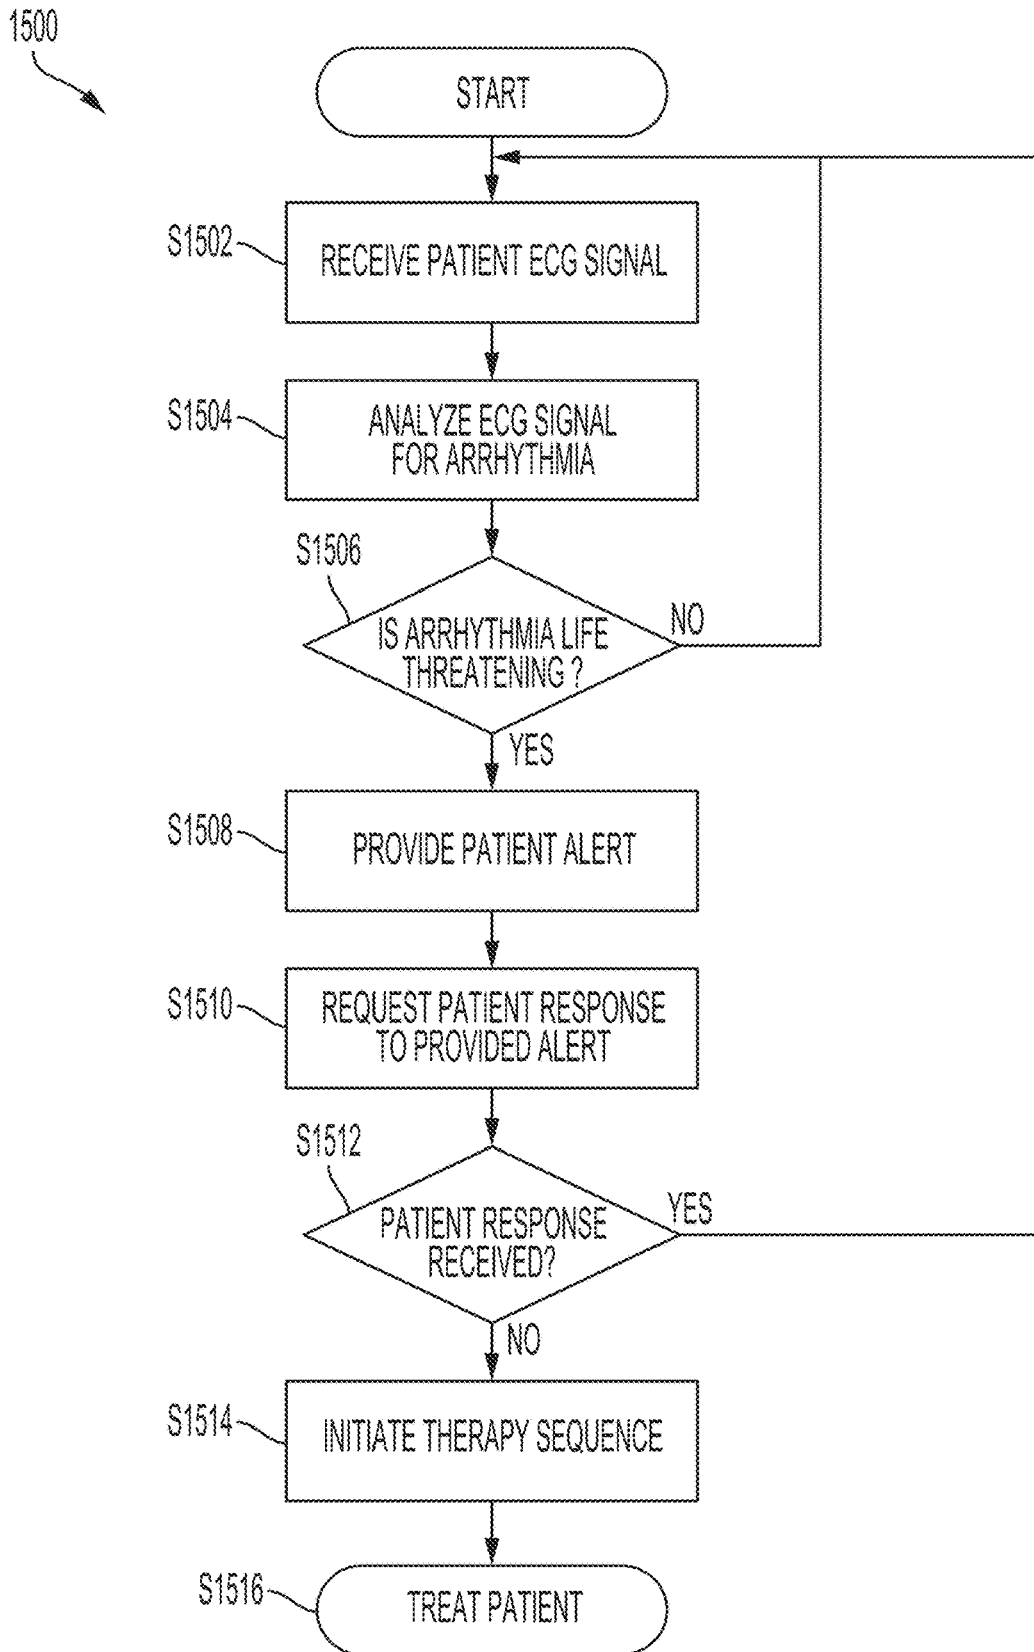 1500
START
S1502
RECEIVE PATIENT ECG SIGNAL
S1504
ANALYZE ECG SIGNAL
FOR ARRHYTHMIA
S1506
IS ARRHYTHMIA LIFE
THREATENING ?
NO
YES
S1508
PROVIDE PATIENT ALERT
S1510
REQUEST PATIENT RESPONSE
TO PROVIDED ALERT
S1512
PATIENT RESPONSE
RECEIVED?
YES
NO
S1514
INITIATE THERAPY SEQUENCE
S1516
TREAT PATIENT